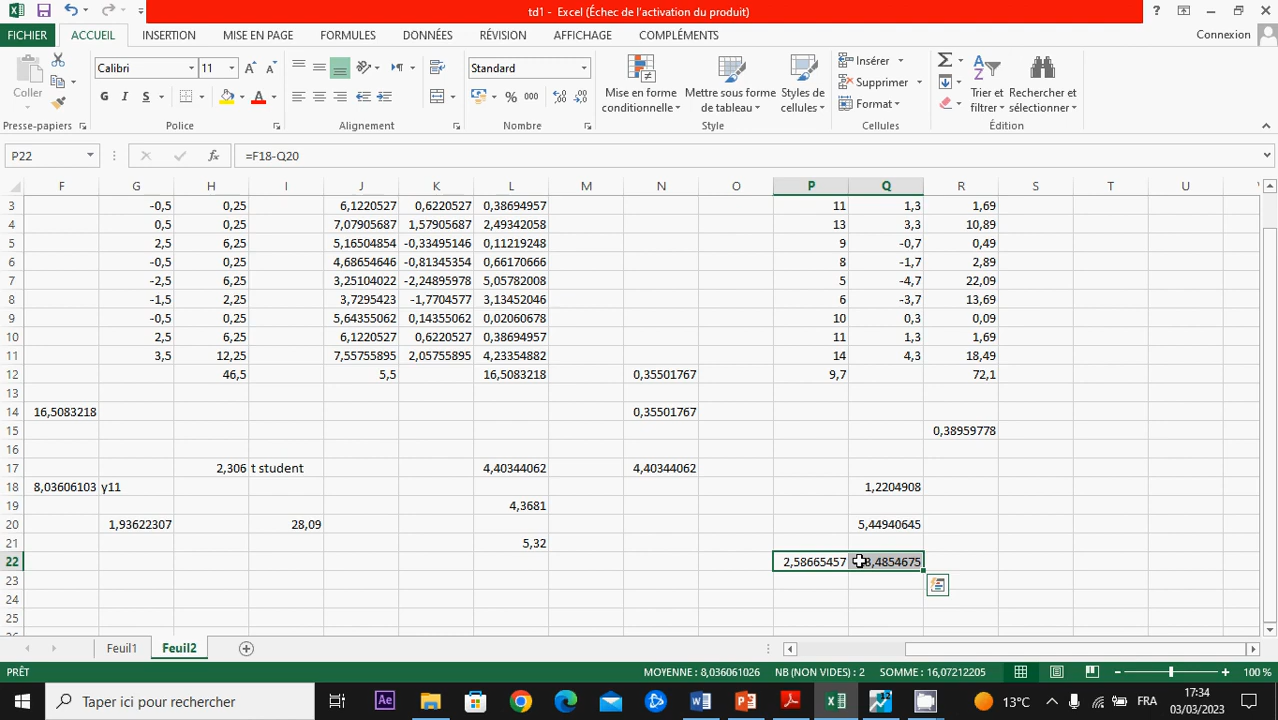 td1 - Excel (Échec de l'activation du produit)
FICHIER ACCUEIL INSERTION MISE EN PAGE FORMULES DONNÉES RÉVISION AFFICHAGE COMPLÉMENTS Connexion
Coller
Presse-papiers
Calibri 11
G I S
Police
Alignement
Standard
% 000
Nombre
Mise en forme conditionnelle
Mettre sous forme de tableau
Styles de cellules
Style
Insérer
Supprimer
Format
Cellules
Trier et filtrer
Rechercher et sélectionner
Édition
P22 fx =F18-Q20
F G H I J K L M N O P Q R S T U
3 -0,5 0,25 6,1220527 0,6220527 0,38694957 11 1,3 1,69
4 0,5 0,25 7,07905687 1,57905687 2,49342058 13 3,3 10,89
5 2,5 6,25 5,16504854 -0,33495146 0,11219248 9 -0,7 0,49
6 -0,5 0,25 4,68654646 -0,81345354 0,66170666 8 -1,7 2,89
7 -2,5 6,25 3,25104022 -2,24895978 5,05782008 5 -4,7 22,09
8 -1,5 2,25 3,7295423 -1,7704577 3,13452046 6 -3,7 13,69
9 -0,5 0,25 5,64355062 0,14355062 0,02060678 10 0,3 0,09
10 2,5 6,25 6,1220527 0,6220527 0,38694957 11 1,3 1,69
11 3,5 12,25 7,55755895 2,05755895 4,23354882 14 4,3 18,49
12 46,5 5,5 16,5083218 0,35501767 9,7 72,1
13
14 16,5083218 0,35501767
15 0,38959778
16
17 2,306 t student 4,40344062 4,40344062
18 8,03606103 y11 1,2204908
19 4,3681
20 1,93622307 28,09 5,44940645
21 5,32
22 2,58665457
23
24
25
Feuil1 Feuil2
PRÊT MOYENNE : 8,036061026 NB (NON VIDES) : 2 SOMME : 16,07212205 100 %
Taper ici pour rechercher
13°C FRA 17:34
03/03/2023